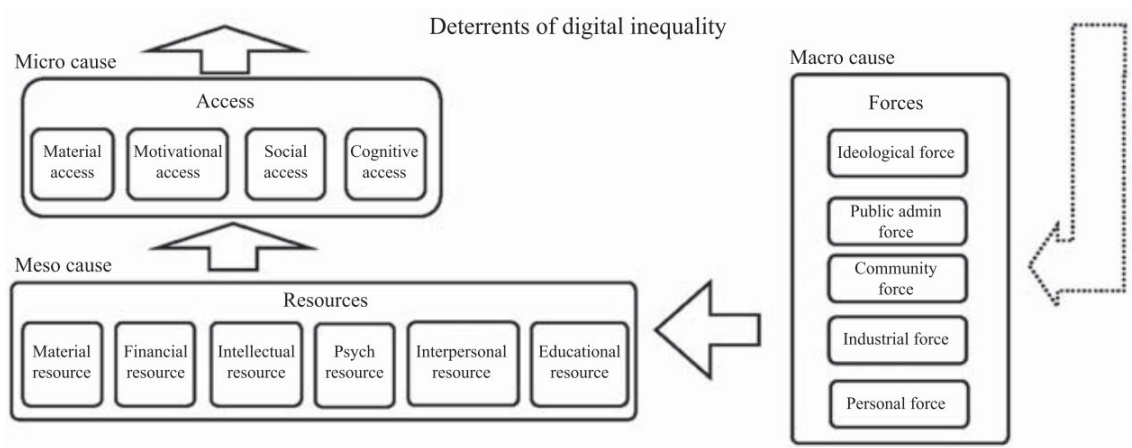 Deterrents of digital inequality
Micro cause
Access
Material
access
Motivational
access
Social
access
Cognitive
access
Meso cause
Resources
Material
resource
Financial
resource
Intellectual
resource
Psych
resource
Interpersonal
resource
Educational
resource
Macro cause
Forces
Ideological force
Public admin
force
Community
force
Industrial force
Personal force